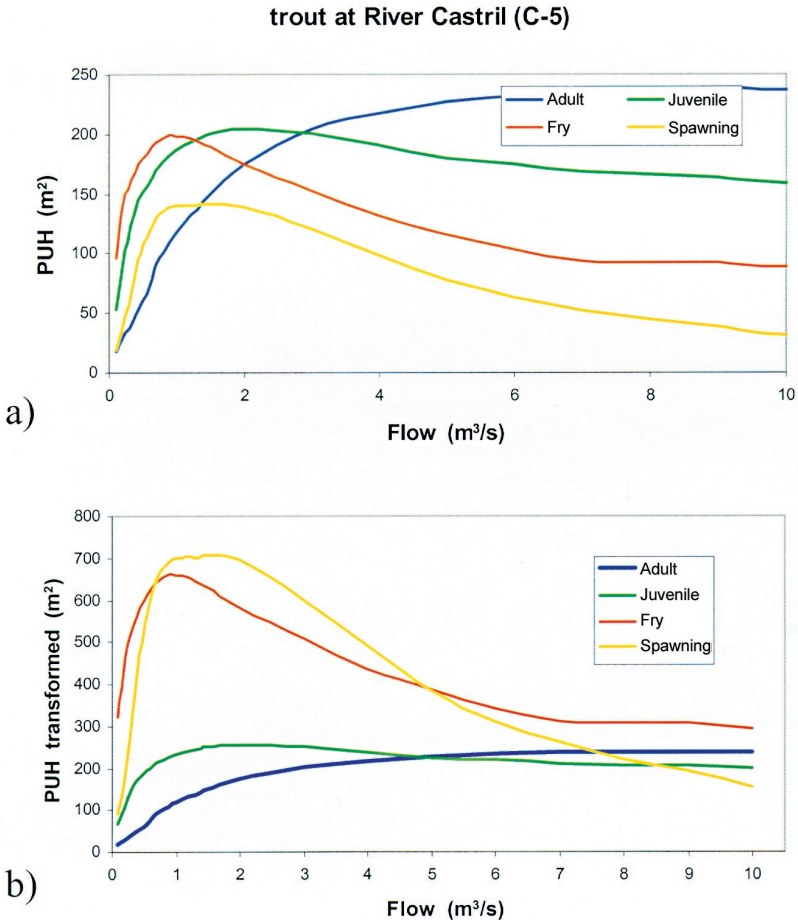 trout at River Castril (C-5)
PUH (m²)
250
200
150
100
50
0
Adult
Juvenile
Fry
Spawning
0 2 4 6 8 10
Flow (m³/s)
a)
PUH transformed (m²)
800
700
600
500
400
300
200
100
0
Adult
Juvenile
Fry
Spawning
0 1 2 3 4 5 6 7 8 9 10
Flow (m³/s)
b)